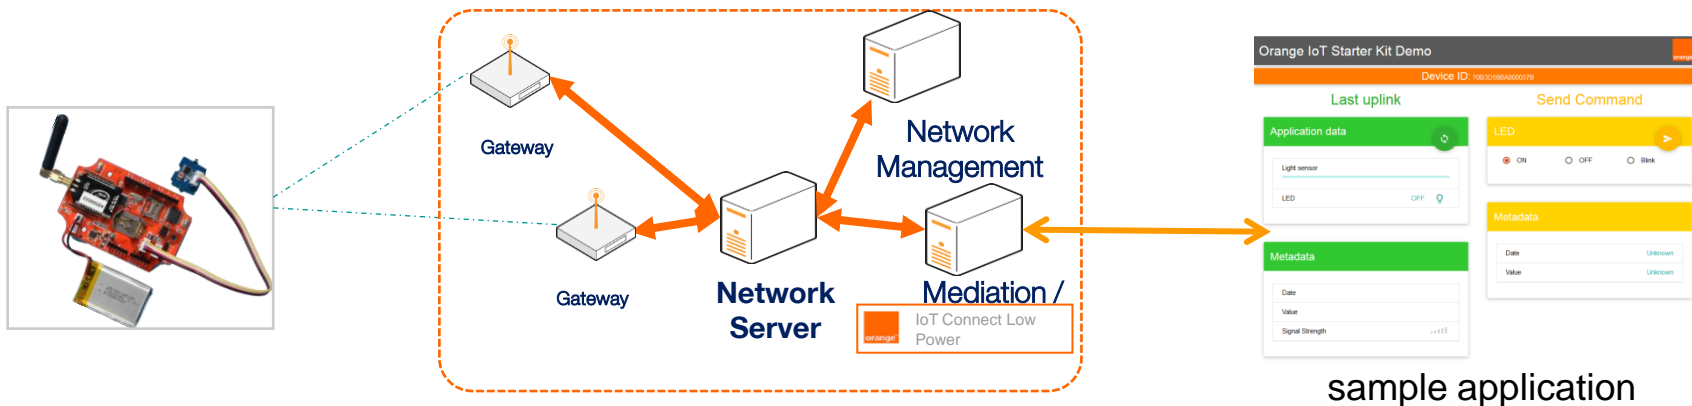 Gateway
Gateway
Network
Server
Network
Management
Mediation /
orange
IoT Connect Low
Power
Orange IoT Starter Kit Demo
orange
Device ID:
Last uplink
Send Command
Application data
Light sensor
LED
OFF
LED
ON
OFF
Blink
Metadata
Date
Value
Signal Strength
Metadata
Date
Unknown
Value
Unknown
sample application